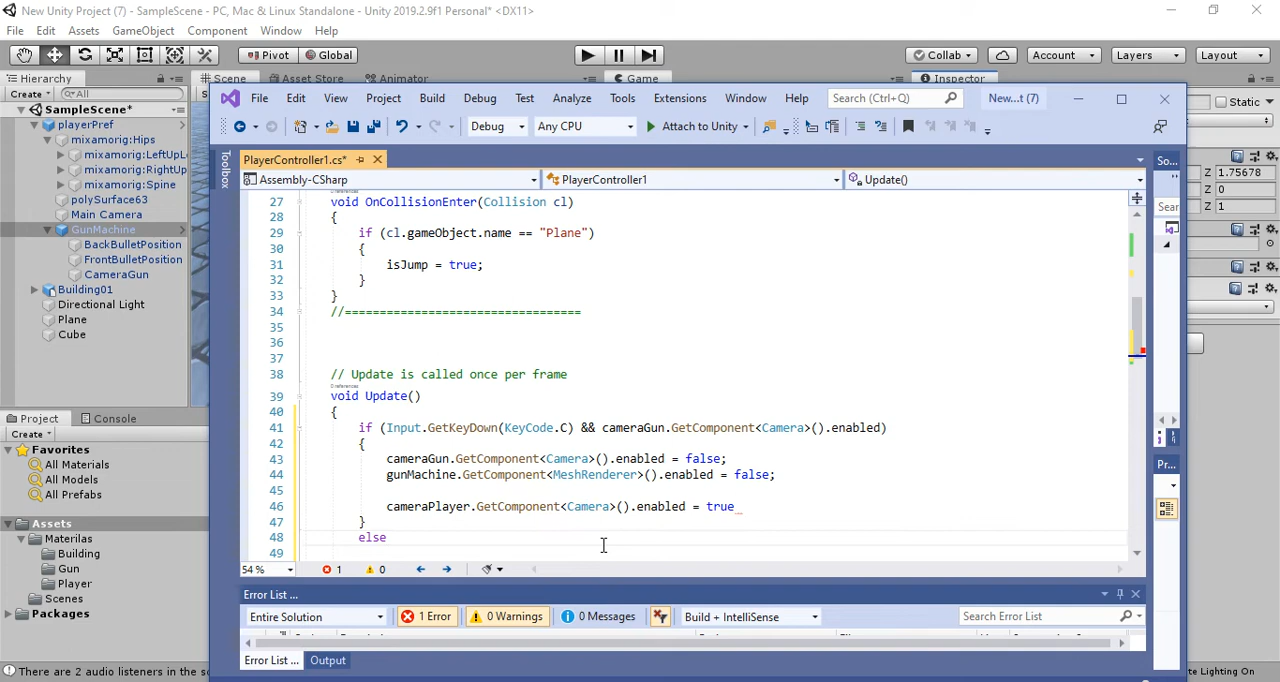 New Unity Project (7) - SampleScene - PC, Mac & Linux Standalone - Unity 2019.2.9f1 Personal* <DX11>
File Edit Assets GameObject Component Window Help
Pivot Global Collab Account Layers Layout
Hierarchy Scene Asset Store Animator Game Inspector
Create All
Static
SampleScene*
playerPref
mixamorig:Hips
mixamorig:LeftUpL
mixamorig:RightUp
mixamorig:Spine
polySurface63
Main Camera
GunMachine
BackBulletPosition
FrontBulletPosition
CameraGun
Building01
Directional Light
Plane
Cube
Z 1.75678
Z 0
Z 1
Project Console
Create
Favorites
All Materials
All Models
All Prefabs
Assets
Materilas
Building
Gun
Player
Scenes
Packages
There are 2 audio listeners in the sc
te Lighting On
File Edit View Project Build Debug Test Analyze Tools Extensions Window Help Search (Ctrl+Q) New...t (7)
Debug Any CPU Attach to Unity
Toolbox
PlayerController1.cs*
Assembly-CSharp PlayerController1 Update()
So...
Sear
Pr...
27 void OnCollisionEnter(Collision cl)
28 {
29 if (cl.gameObject.name == "Plane")
30 {
31 isJump = true;
32 }
33 }
34 //==================================
35
36
37
38 // Update is called once per frame
0 references
39 void Update()
40 {
41 if (Input.GetKeyDown(KeyCode.C) && cameraGun.GetComponent<Camera>().enabled)
42 {
43 cameraGun.GetComponent<Camera>().enabled = false;
44 gunMachine.GetComponent<MeshRenderer>().enabled = false;
45
46 cameraPlayer.GetComponent<Camera>().enabled = true
47 }
48 else
49
54 % 1 0
Error List ...
Entire Solution 1 Error 0 Warnings 0 Messages Build + IntelliSense Search Error List
Error List ... Output